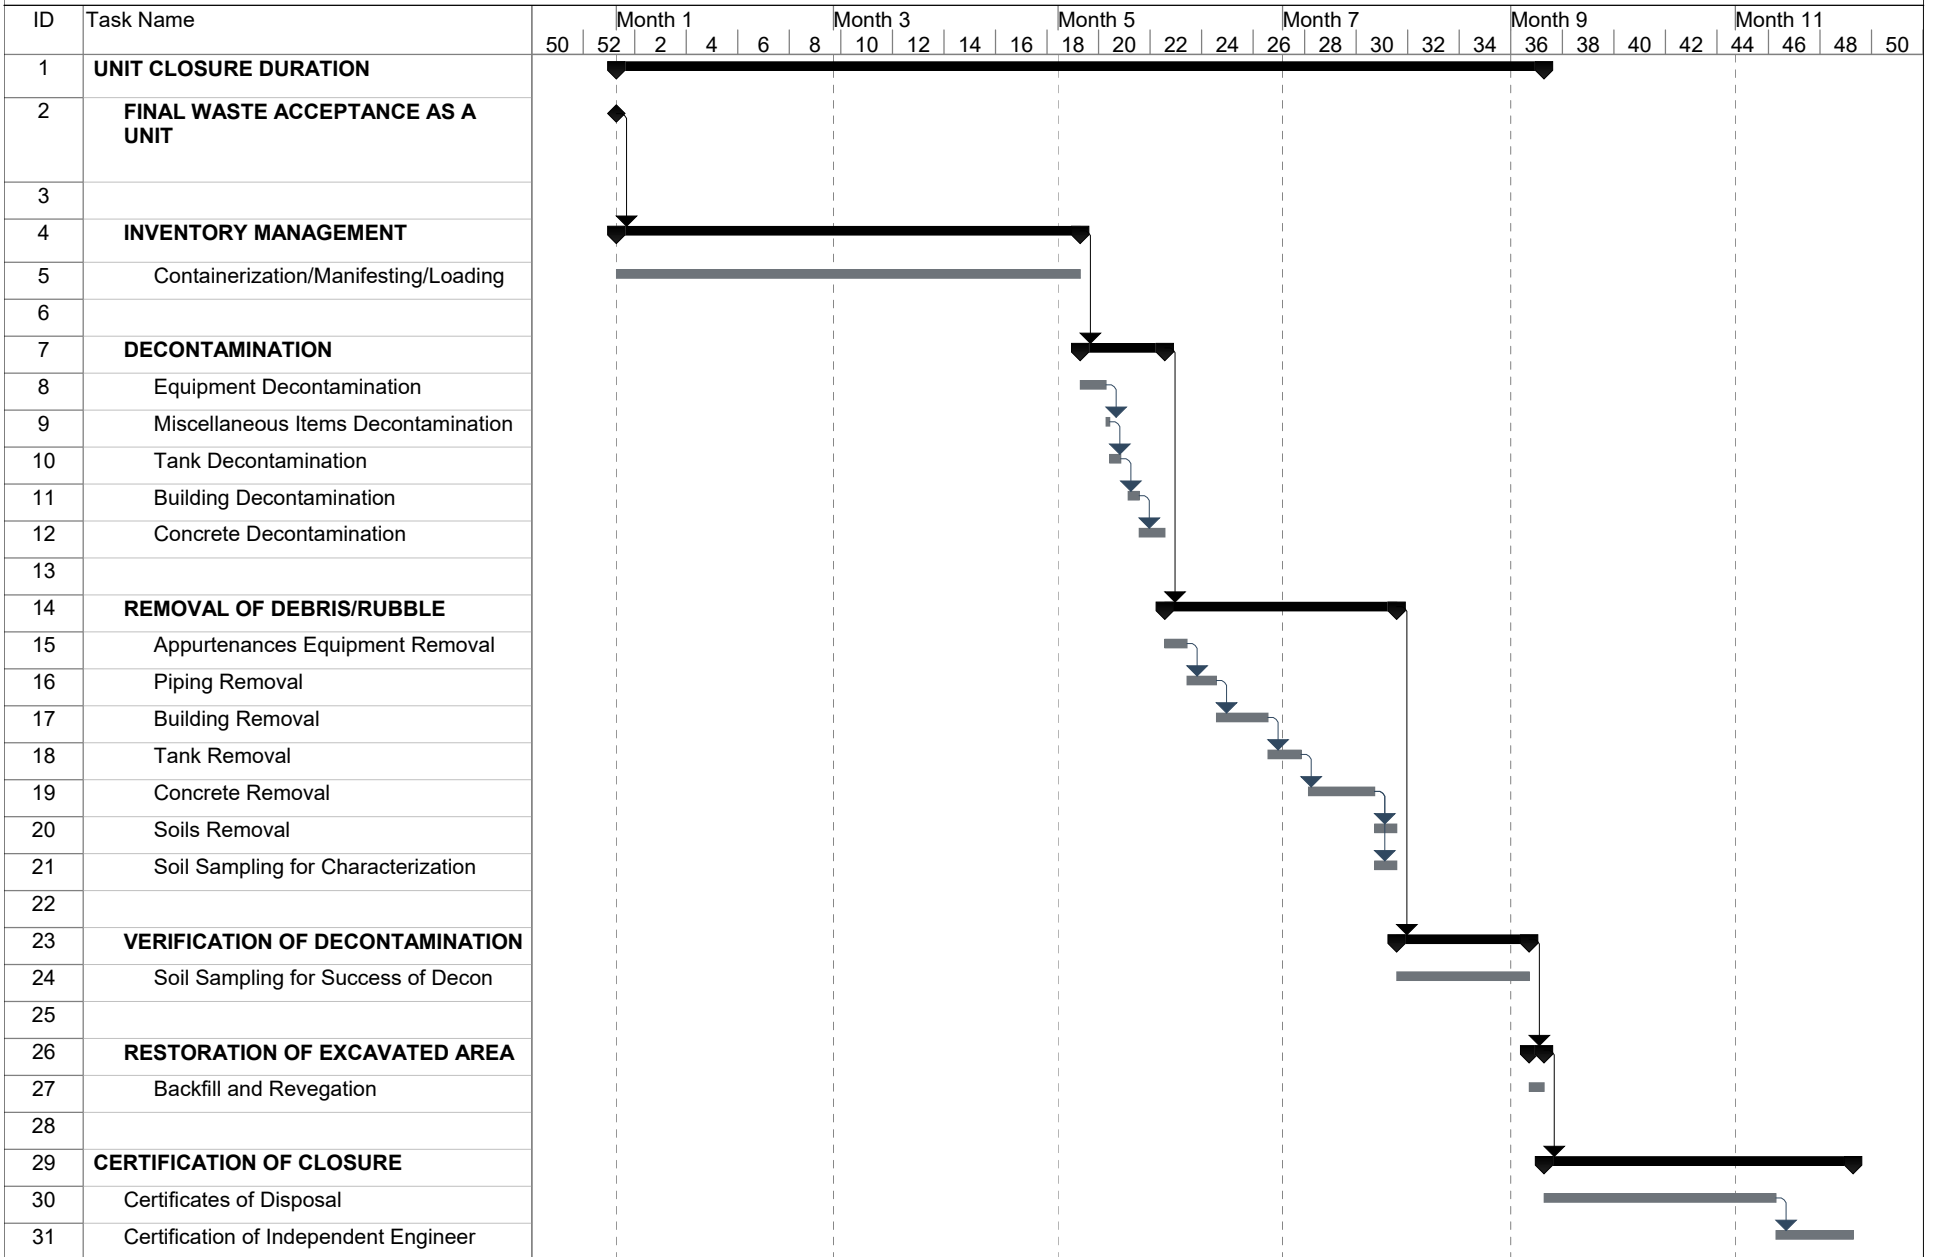 ID Task Name Month 1 Month 3 Month 5 Month 7 Month 9 Month 11
50 52 2 4 6 8 10 12 14 16 18 20 22 24 26 28 30 32 34 36 38 40 42 44 46 48 50
1 UNIT CLOSURE DURATION
2 FINAL WASTE ACCEPTANCE AS A
UNIT
3
4 INVENTORY MANAGEMENT
5 Containerization/Manifesting/Loading
6
7 DECONTAMINATION
8 Equipment Decontamination
9 Miscellaneous Items Decontamination
10 Tank Decontamination
11 Building Decontamination
12 Concrete Decontamination
13
14 REMOVAL OF DEBRIS/RUBBLE
15 Appurtenances Equipment Removal
16 Piping Removal
17 Building Removal
18 Tank Removal
19 Concrete Removal
20 Soils Removal
21 Soil Sampling for Characterization
22
23 VERIFICATION OF DECONTAMINATION
24 Soil Sampling for Success of Decon
25
26 RESTORATION OF EXCAVATED AREA
27 Backfill and Revegation
28
29 CERTIFICATION OF CLOSURE
30 Certificates of Disposal
31 Certification of Independent Engineer